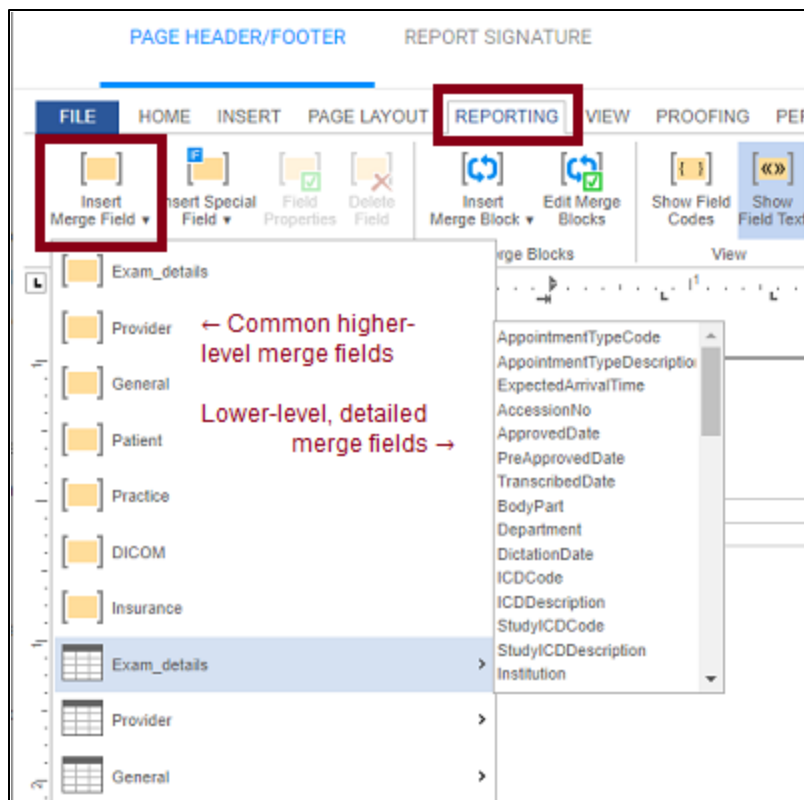 PAGE HEADER/FOOTER REPORT SIGNATURE
FILE HOME INSERT PAGE LAYOUT REPORTING VIEW PROOFING
Insert Merge Field
Insert Special Field
Field Properties
Delete Field
Insert Merge Block
Edit Merge Blocks
Show Field Codes
Show Field Text
Blocks View
Exam_details
Provider
General
Patient
Practice
DICOM
Insurance
Exam_details
Provider
General
← Common higher-
level merge fields
Lower-level, detailed
merge fields →
AppointmentTypeCode
AppointmentTypeDescription
ExpectedArrivalTime
AccessionNo
ApprovedDate
PreApprovedDate
TranscribedDate
BodyPart
Department
DictationDate
ICDCode
ICDDescription
StudyICDCode
StudyICDDescription
Institution